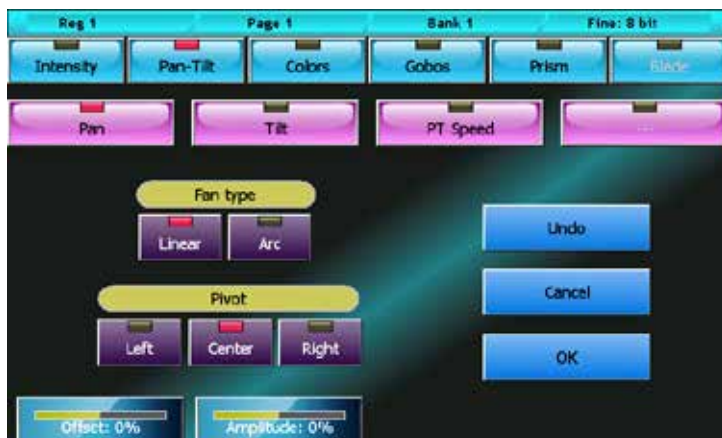 Reg 1 Page 1 Bank 1 Fine: 8 bit
Intensity Pan-Tilt Colors Gobos Prism Blade
Pan Tilt PT Speed ...
Fan type
Linear Arc
Undo
Pivot
Cancel
Left Center Right
OK
Offset: 0% Amplitude: 0%